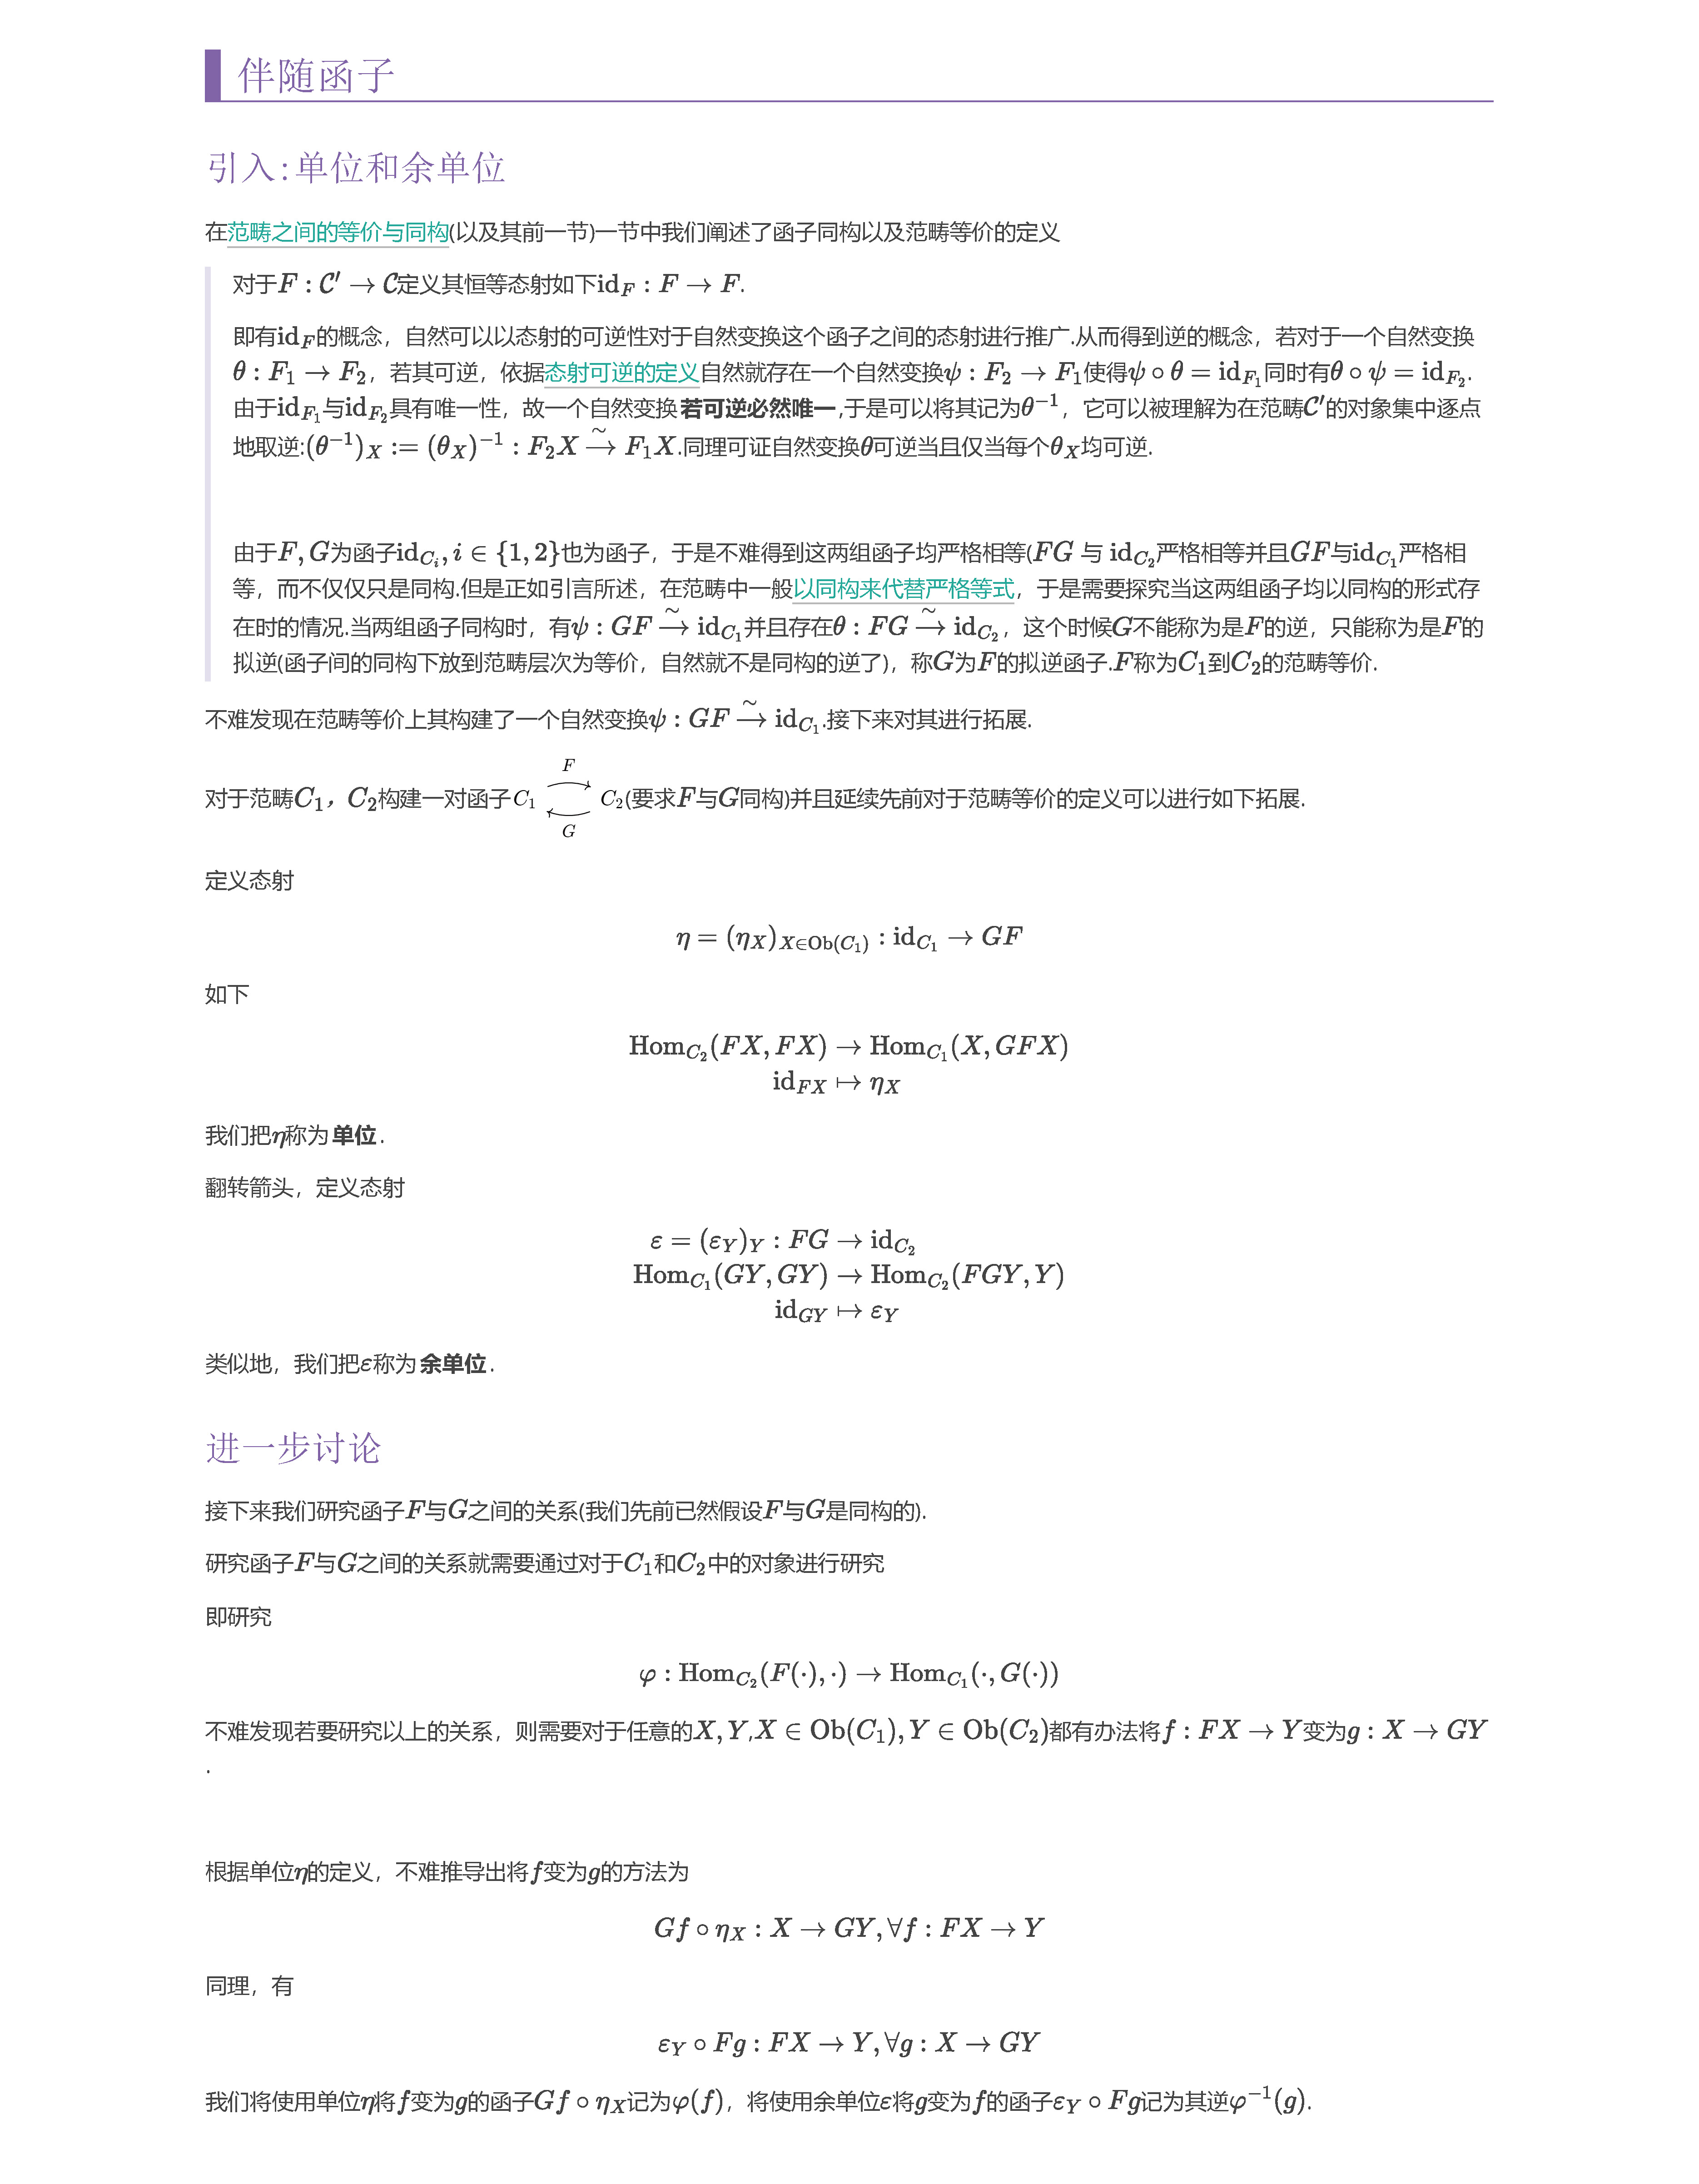 伴随函子
引入:单位和余单位
在范畴之间的等价与同构(以及其前一节)一节中我们阐述了函子同构以及范畴等价的定义
对于$F:\mathcal{C}'\to\mathcal{C}$定义其恒等态射如下$\mathrm{id}_F:F\to F$.
即有$\mathrm{id}_F$的概念，自然可以以态射的可逆性对于自然变换这个函子之间的态射进行推广.从而得到逆的概念，若对于一个自然变换
$\theta:F_1\to F_2$，若其可逆，依据态射可逆的定义自然就存在一个自然变换$\psi:F_2\to F_1$使得$\psi\circ\theta=\mathrm{id}_{F_1}$同时有$\theta\circ\psi=\mathrm{id}_{F_2}$.
由于$\mathrm{id}_{F_1}$与$\mathrm{id}_{F_2}$具有唯一性，故一个自然变换 若可逆必然唯一 ,于是可以将其记为$\theta^{-1}$，它可以被理解为在范畴$\mathcal{C}'$的对象集中逐点
地取逆:$(\theta^{-1})_X:=(\theta_X)^{-1}:F_2X\xrightarrow{\sim}F_1X$.同理可证自然变换$\theta$可逆当且仅当每个$\theta_X$均可逆.
由于$F,G$为函子$\mathrm{id}_{C_i},i\in\{1,2\}$也为函子，于是不难得到这两组函子均严格相等($FG$ 与 $\mathrm{id}_{C_2}$严格相等并且$GF$与$\mathrm{id}_{C_1}$严格相
等，而不仅仅只是同构.但是正如引言所述，在范畴中一般以同构来代替严格等式，于是需要探究当这两组函子均以同构的形式存
在时的情况.当两组函子同构时，有$\psi:GF\xrightarrow{\sim}\mathrm{id}_{C_1}$并且存在$\theta:FG\xrightarrow{\sim}\mathrm{id}_{C_2}$，这个时候$G$不能称为是$F$的逆，只能称为是$F$的
拟逆(函子间的同构下放到范畴层次为等价，自然就不是同构的逆了)，称$G$为$F$的拟逆函子.$F$称为$C_1$到$C_2$的范畴等价.
不难发现在范畴等价上其构建了一个自然变换$\psi:GF\xrightarrow{\sim}\mathrm{id}_{C_1}$.接下来对其进行拓展.
对于范畴$C_1，C_2$构建一对函子$C_1\underset{G}{\overset{F}{\rightleftarrows}}C_2$(要求$F$与$G$同构)并且延续先前对于范畴等价的定义可以进行如下拓展.
定义态射
$\eta=(\eta_X)_{X\in\mathrm{Ob}(C_1)}:\mathrm{id}_{C_1}\to GF$
如下
$\mathrm{Hom}_{C_2}(FX,FX)\to\mathrm{Hom}_{C_1}(X,GFX)$
$\mathrm{id}_{FX}\mapsto\eta_X$
我们把$\eta$称为 单位 .
翻转箭头，定义态射
$\varepsilon=(\varepsilon_Y)_Y:FG\to\mathrm{id}_{C_2}$
$\mathrm{Hom}_{C_1}(GY,GY)\to\mathrm{Hom}_{C_2}(FGY,Y)$
$\mathrm{id}_{GY}\mapsto\varepsilon_Y$
类似地，我们把$\varepsilon$称为 余单位 .
进一步讨论
接下来我们研究函子$F$与$G$之间的关系(我们先前已然假设$F$与$G$是同构的).
研究函子$F$与$G$之间的关系就需要通过对于$C_1$和$C_2$中的对象进行研究
即研究
$\varphi:\mathrm{Hom}_{C_2}(F(\cdot),\cdot)\to\mathrm{Hom}_{C_1}(\cdot,G(\cdot))$
不难发现若要研究以上的关系，则需要对于任意的$X,Y$,$X\in\mathrm{Ob}(C_1),Y\in\mathrm{Ob}(C_2)$都有办法将$f:FX\to Y$变为$g:X\to GY$
.
根据单位$\eta$的定义，不难推导出将$f$变为$g$的方法为
$Gf\circ\eta_X:X\to GY,\forall f:FX\to Y$
同理，有
$\varepsilon_Y\circ Fg:FX\to Y,\forall g:X\to GY$
我们将使用单位$\eta$将$f$变为$g$的函子$Gf\circ\eta_X$记为$\varphi(f)$，将使用余单位$\varepsilon$将$g$变为$f$的函子$\varepsilon_Y\circ Fg$记为其逆$\varphi^{-1}(g)$.